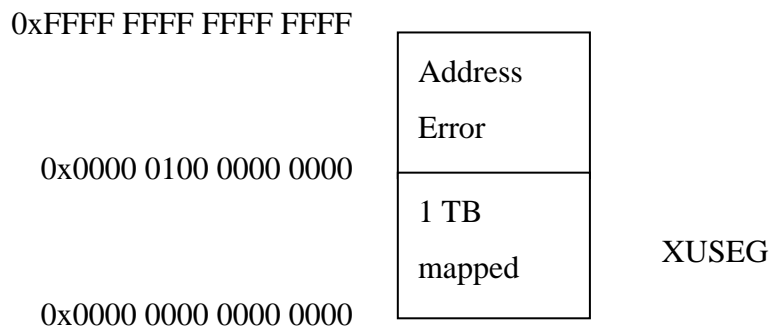 0xFFFF FFFF FFFF FFFF
Address
Error
0x0000 0100 0000 0000
1 TB
mapped
XUSEG
0x0000 0000 0000 0000